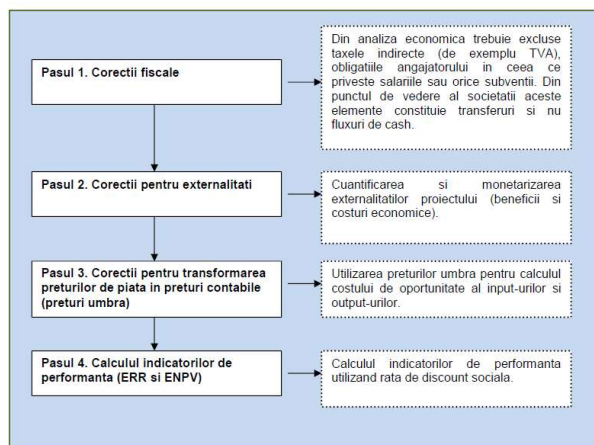 Pasul 1. Corectii fiscale
Din analiza economica trebuie excluse
taxele indirecte (de exemplu TVA),
obligatiile angajatorului in ceea ce
priveste salariile sau orice subventii. Din
punctul de vedere al societatii aceste
elemente constituie transferuri si nu
fluxuri de cash.
Pasul 2. Corectii pentru externalitati
Cuantificarea si monetarizarea
externalitatilor proiectului (beneficii si
costuri economice).
Pasul 3. Corectii pentru transformarea
preturilor de piata in preturi contabile
(preturi umbra)
Utilizarea preturilor umbra pentru calculul
costului de oportunitate al input-urilor si
output-urilor.
Pasul 4. Calculul indicatorilor de
performanta (ERR si ENPV)
Calculul indicatorilor de performanta
utilizand rata de discount sociala.